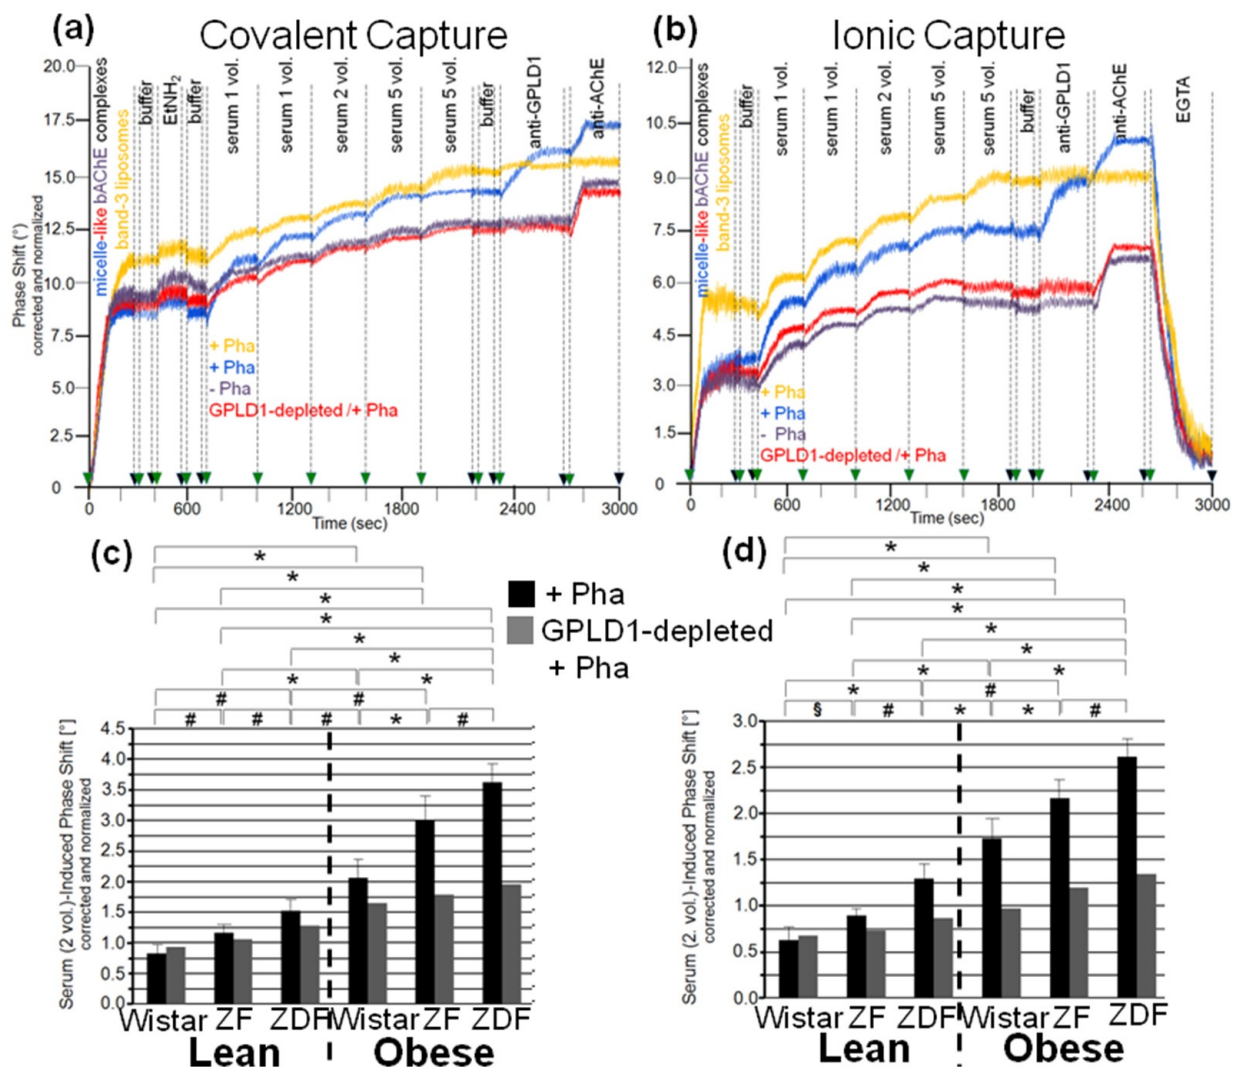 (a) Covalent Capture
20.0
17.5
15.0
12.5
10.0
7.5
5.0
2.5
0
Phase Shift (°)
corrected and normalized
micelle-like bAChE complexes
band-3 liposomes
buffer
EtNH2
buffer
serum 1 vol.
serum 1 vol.
serum 2 vol.
serum 5 vol.
serum 5 vol.
buffer
anti-GPLD1
anti-AChE
+ Pha
+ Pha
- Pha
GPLD1-depleted /+ Pha
0 600 1200 1800 2400 3000
Time (sec)
(b) Ionic Capture
12.0
10.5
9.0
7.5
6.0
4.5
3.0
1.5
0
micelle-like bAChE complexes
band-3 liposomes
buffer
serum 1 vol.
serum 1 vol.
serum 2 vol.
serum 5 vol.
serum 5 vol.
buffer
anti-GPLD1
anti-AChE
EGTA
+ Pha
+ Pha
- Pha
GPLD1-depleted /+ Pha
0 600 1200 1800 2400 3000
Time (sec)
(c)
*
*
*
*
*
*
* *
# #
# # # * #
4.5
4.0
3.5
3.0
2.5
2.0
1.5
1.0
0.5
0.0
Serum (2 vol.)-Induced Phase Shift [°]
corrected and normalized
Wistar ZF ZDF Wistar ZF ZDF
Lean Obese
+ Pha
GPLD1-depleted
+ Pha
(d)
*
*
*
*
*
*
* *
* #
§ # * * #
3.0
2.5
2.0
1.5
1.0
0.5
0.0
Serum (2. vol.)-Induced Phase Shift [°]
corrected and normalized
Wistar ZF ZDF Wistar ZF ZDF
Lean Obese